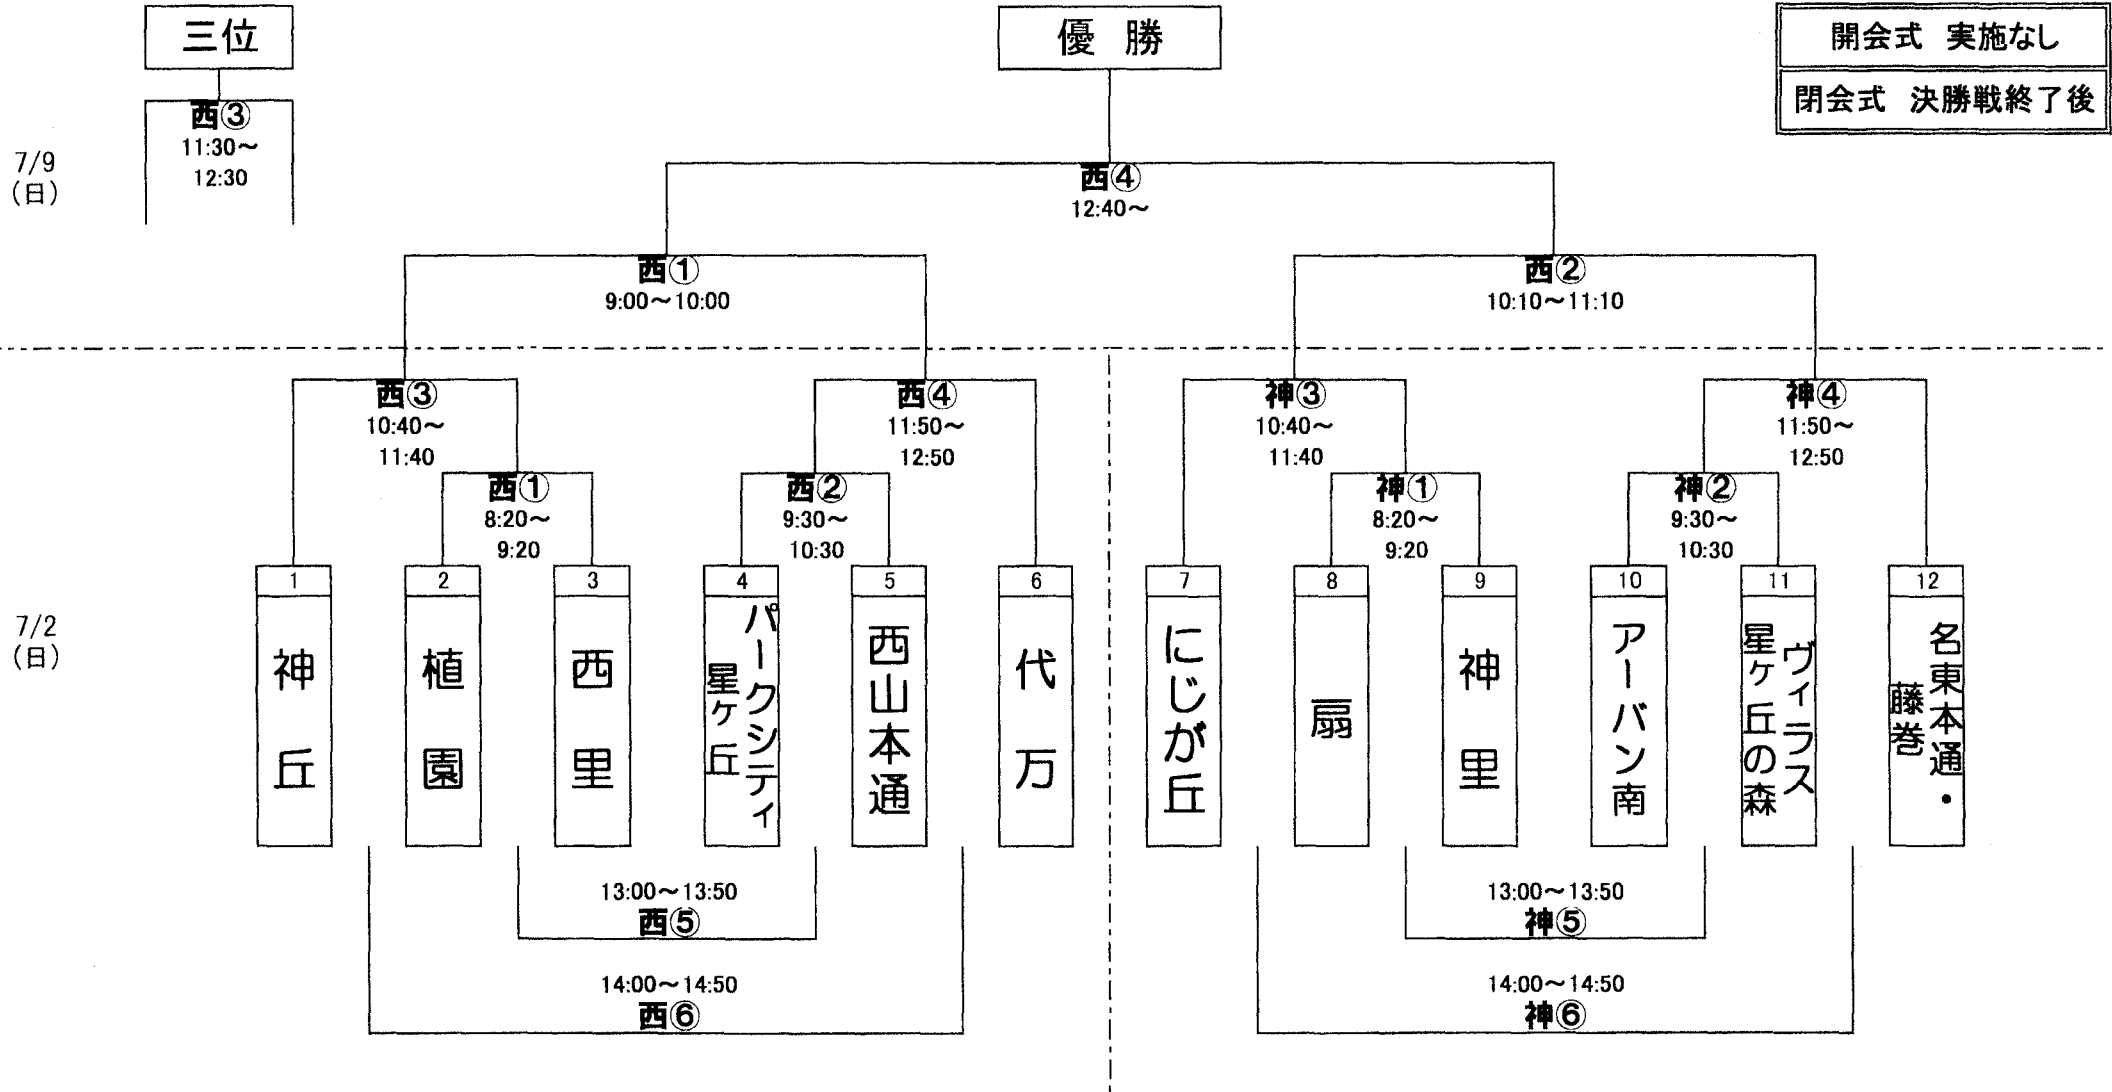 三位
優 勝
開会式 実施なし
閉会式 決勝戦終了後
7/9
(日)
西③
11:30～
12:30
西④
12:40～
西①
9:00～10:00
西②
10:10～11:10
西③
10:40～
11:40
西④
11:50～
12:50
神③
10:40～
11:40
神④
11:50～
12:50
西①
8:20～
9:20
西②
9:30～
10:30
神①
8:20～
9:20
神②
9:30～
10:30
7/2
(日)
1
神丘
2
植園
3
西里
4
パークシティ
星ヶ丘
5
西山本通
6
代万
7
にじが丘
8
扇
9
神里
10
アーバン南
11
ヴィラス
星ヶ丘の森
12
名東本通・
藤巻
13:00～13:50
西⑤
14:00～14:50
西⑥
13:00～13:50
神⑤
14:00～14:50
神⑥